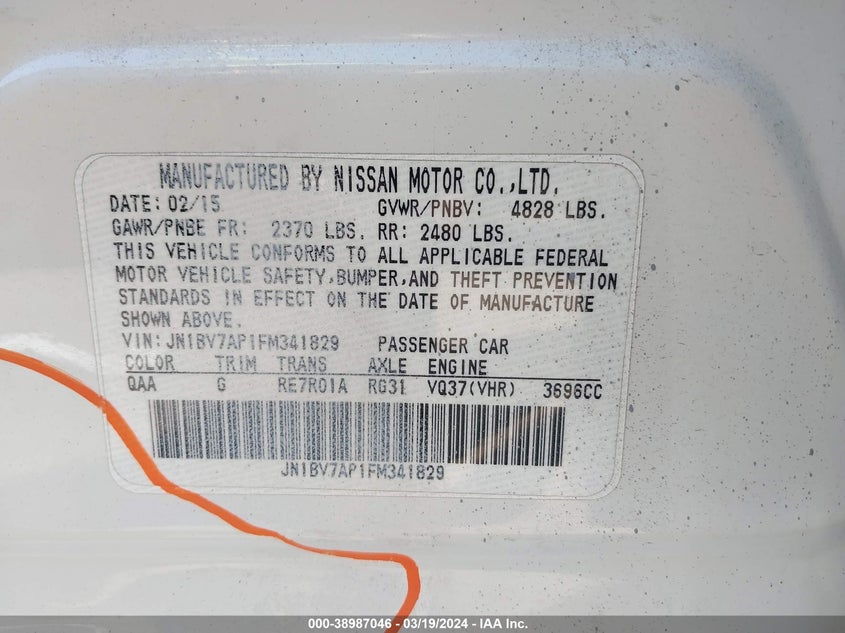 MANUFACTURED BY NISSAN MOTOR CO.,LTD.
DATE: 02/15 GVWR/PNBV: 4828 LBS.
GAWR/PNBE FR: 2370 LBS. RR: 2480 LBS.
THIS VEHICLE CONFORMS TO ALL APPLICABLE FEDERAL
MOTOR VEHICLE SAFETY,BUMPER,AND THEFT PREVENTION
STANDARDS IN EFFECT ON THE DATE OF MANUFACTURE
SHOWN ABOVE.
VIN: JN1BV7AP1FM341829 PASSENGER CAR
COLOR TRIM TRANS AXLE ENGINE
QAA G RE7R01A RG31 VQ37(VHR) 3696CC
JN1BV7AP1FM341829
000-38987046 — 03/19/2024 — IAA Inc.